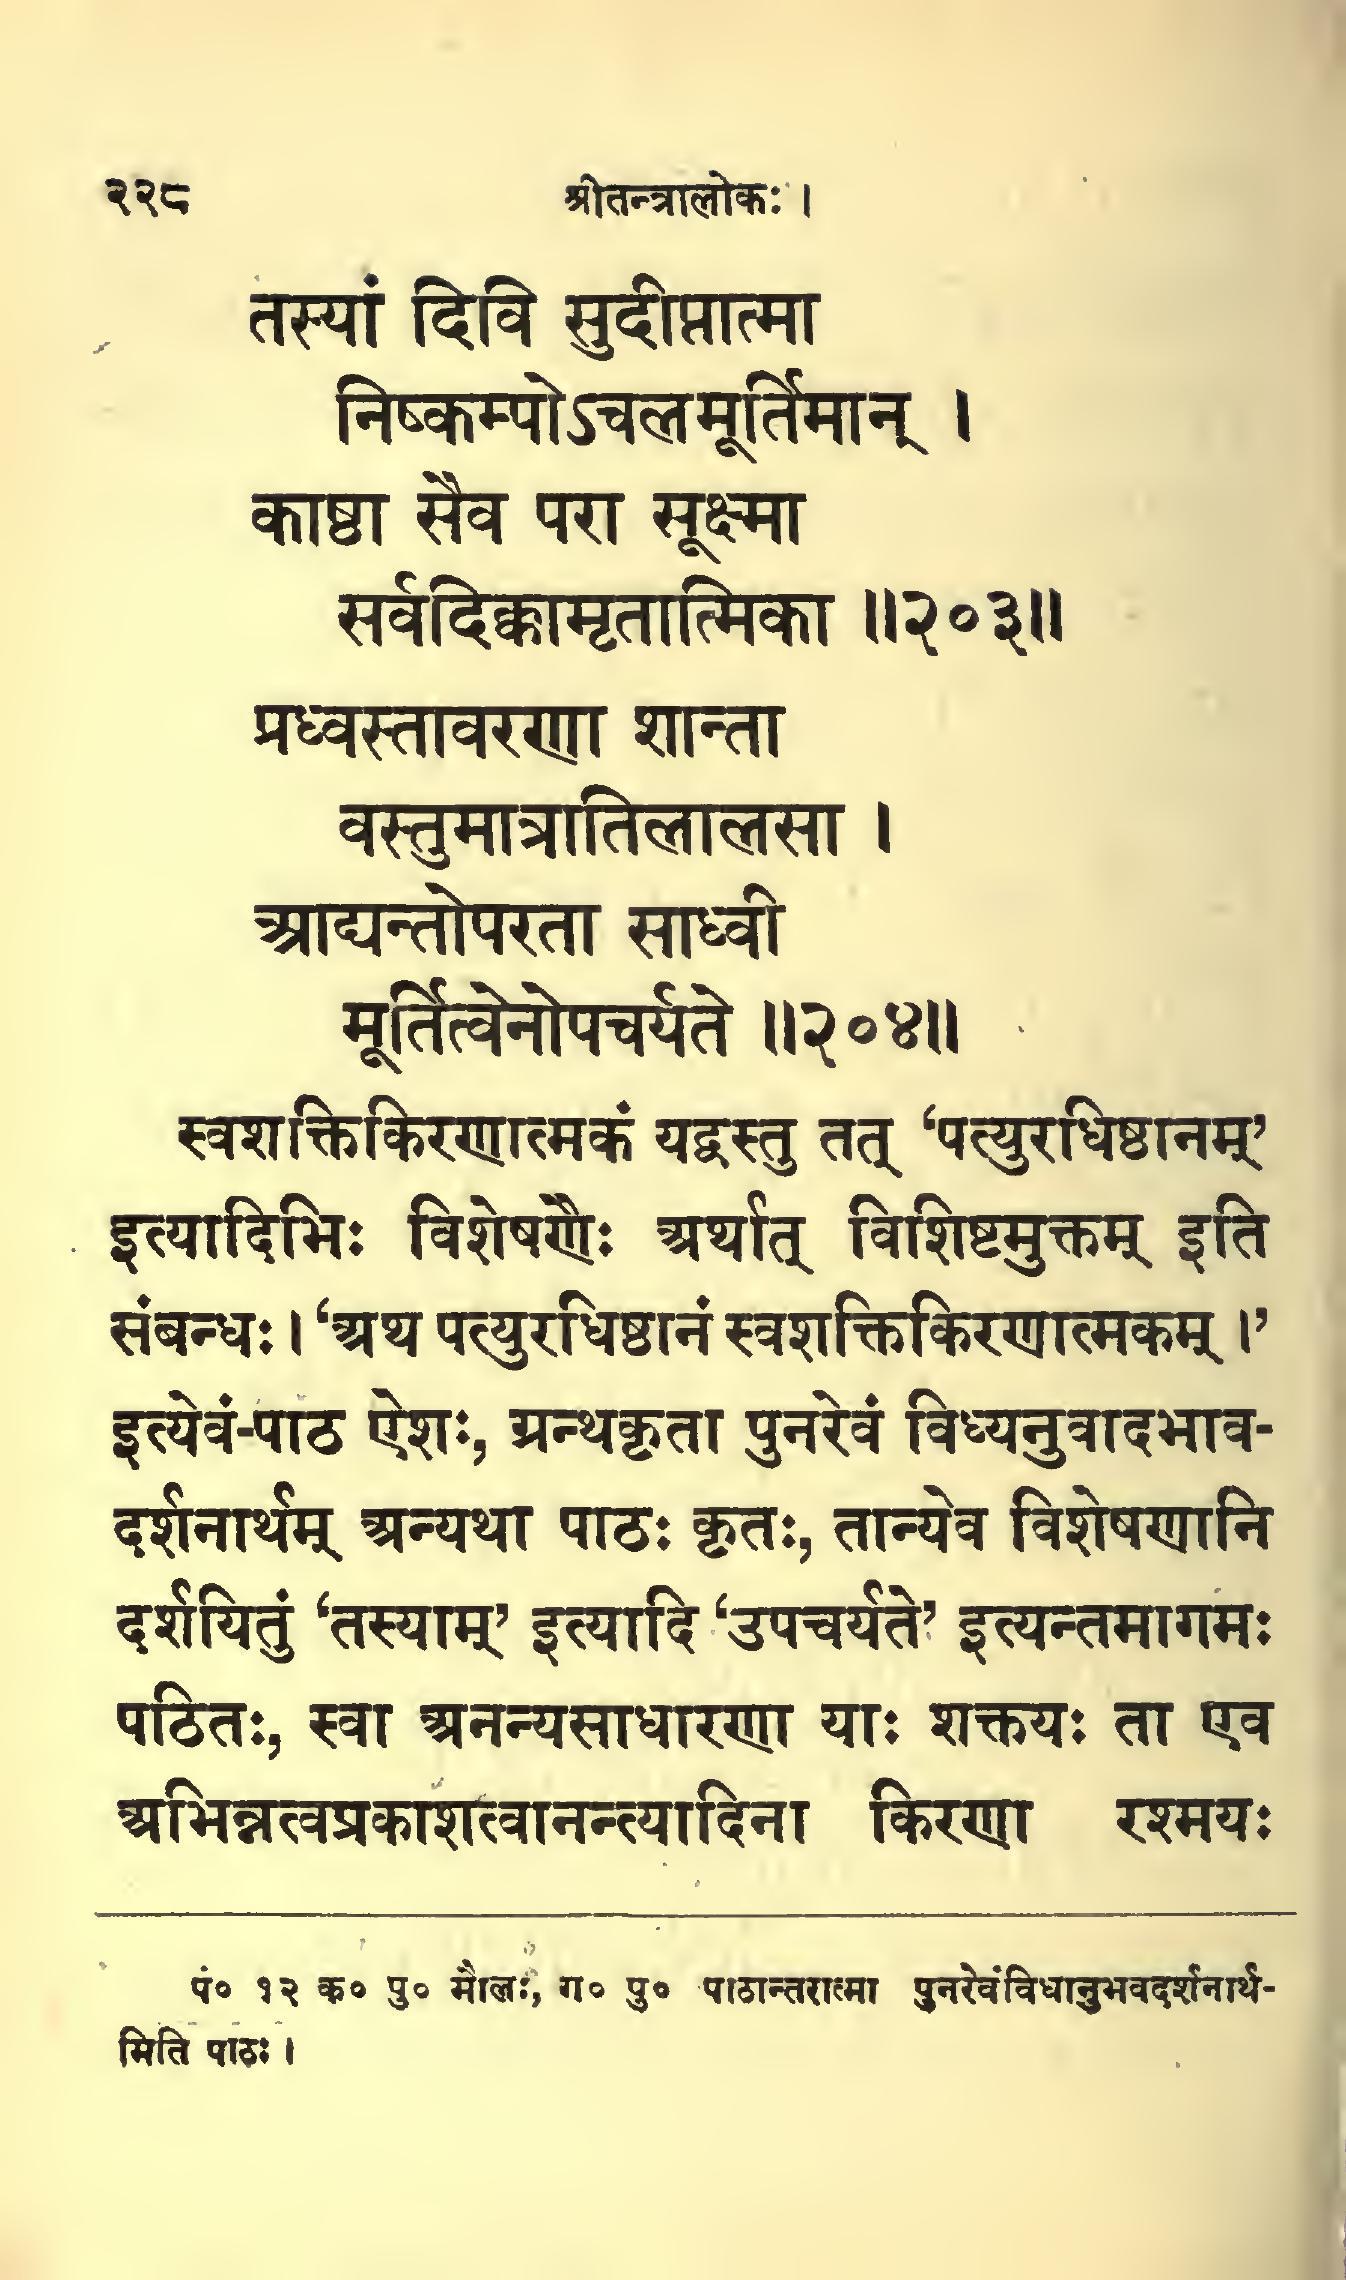 २२८ श्रीतन्त्रालोकः ।
तस्यां दिवि सुदीप्तात्मा
निष्कम्पोऽचलमूर्तिमान् ।
काष्ठा सैव परा सूक्ष्मा
सर्वदिक्कामृतात्मिका ॥२०३॥
प्रध्वस्तावरणा शान्ता
वस्तुमात्रातिलालसा ।
आद्यन्तोपरता साध्वी
मूर्तित्वेनोपचर्यते ॥२०४॥
स्वशक्तिकिरणात्मकं यद्वस्तु तत् ‘पत्युरधिष्ठानम्’
इत्यादिभिः विशेषणैः अर्थात् विशिष्टमुक्तम् इति
संबन्धः । ‘अथ पत्युरधिष्ठानं स्वशक्तिकिरणात्मकम् ।’
इत्येवं-पाठ ऐशः, ग्रन्थकृता पुनरेवं विध्यनुवादभाव-
दर्शनार्थम् अन्यथा पाठः कृतः, तान्येव विशेषणानि
दर्शयितुं ‘तस्याम्’ इत्यादि ‘उपचर्यते’ इत्यन्तमागमः
पठितः, स्वा अनन्यसाधारणा याः शक्तयः ता एव
अभिन्नत्वप्रकाशत्वानन्त्यादिना किरणा रश्मयः
पं० १२ क० पु० मौलः, ग० पु० पाठान्तरात्मा पुनरेवंविधानुभवदर्शनार्थ-
मिति पाठः ।